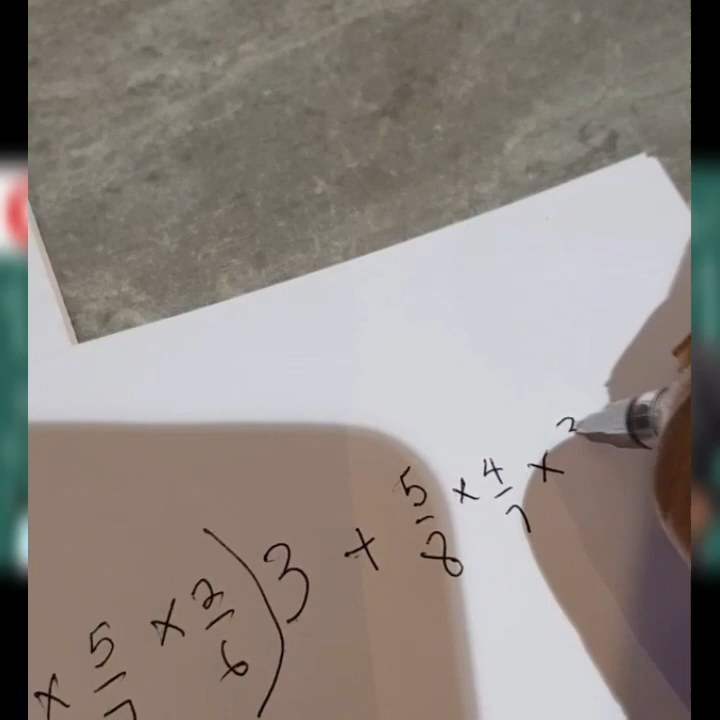 × 5/7 × 2/6 ) 3 + 5/8 × 4/7 × 2